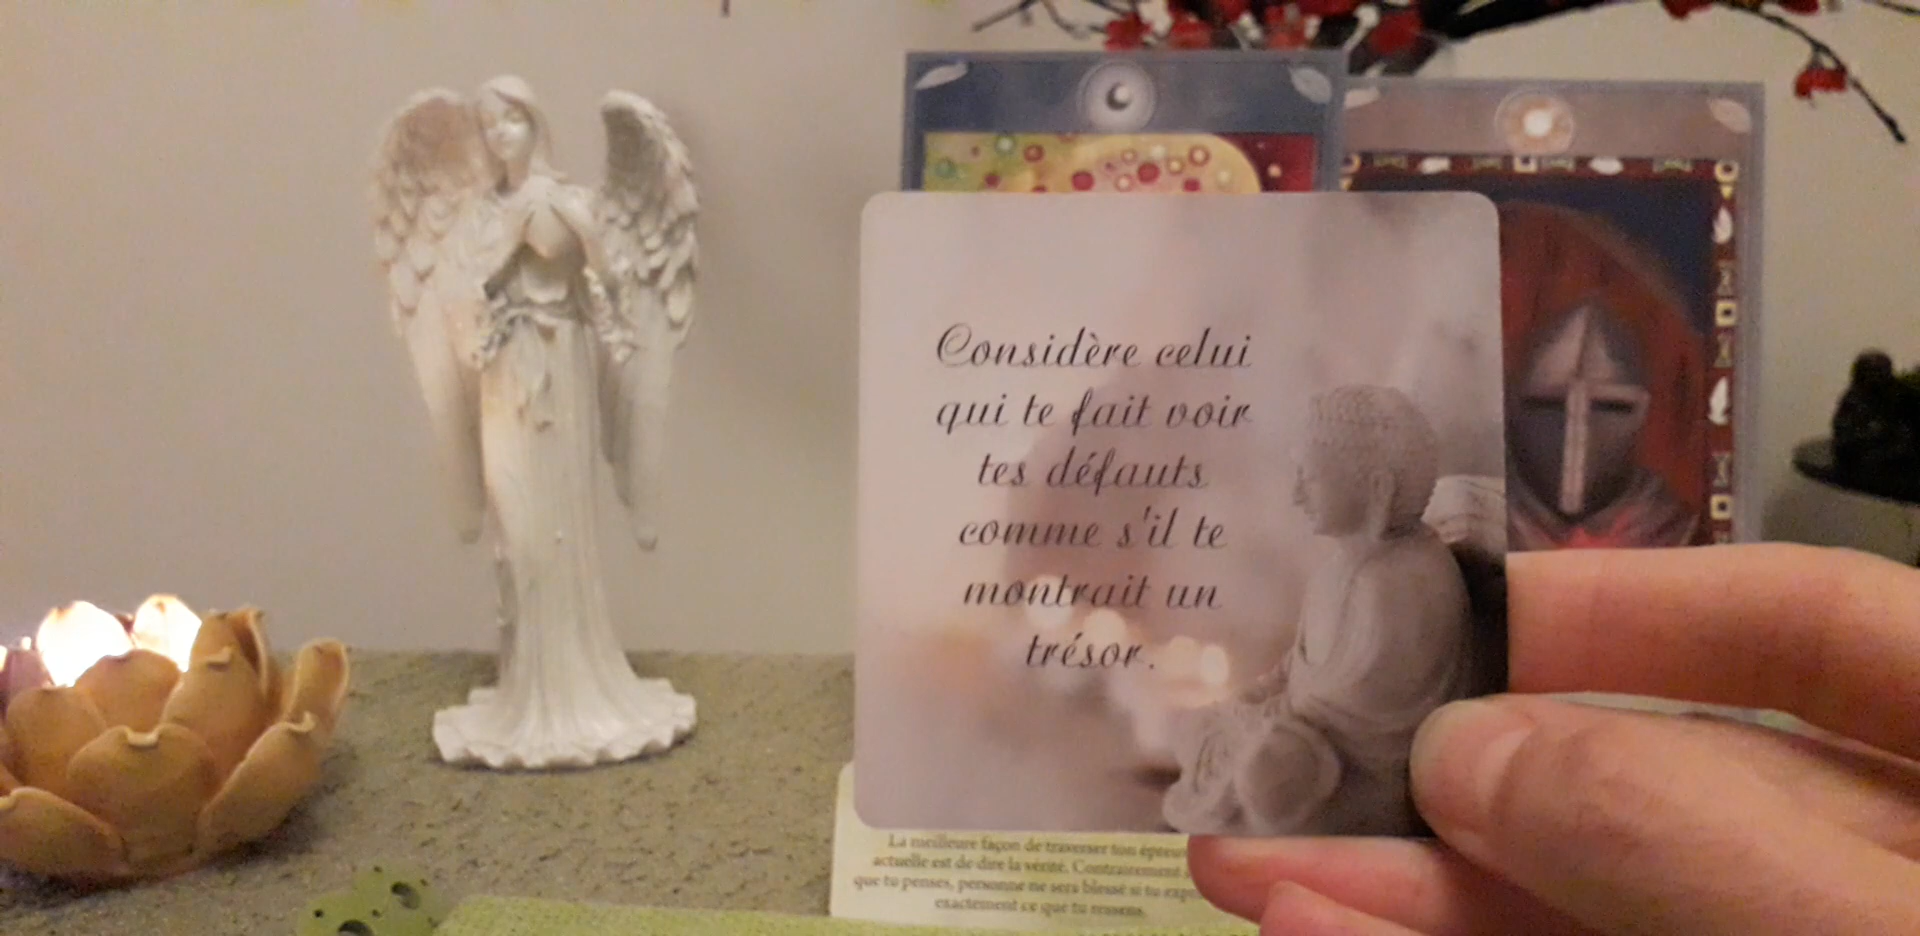 Considère celui
qui te fait voir
tes défauts
comme s'il te
montrait un
trésor.
La meilleure façon de traverser ton épreuve
actuelle est de dire la vérité. Contrairement
que tu penses, personne ne sera blessé si tu
exactement ce que tu ressens.